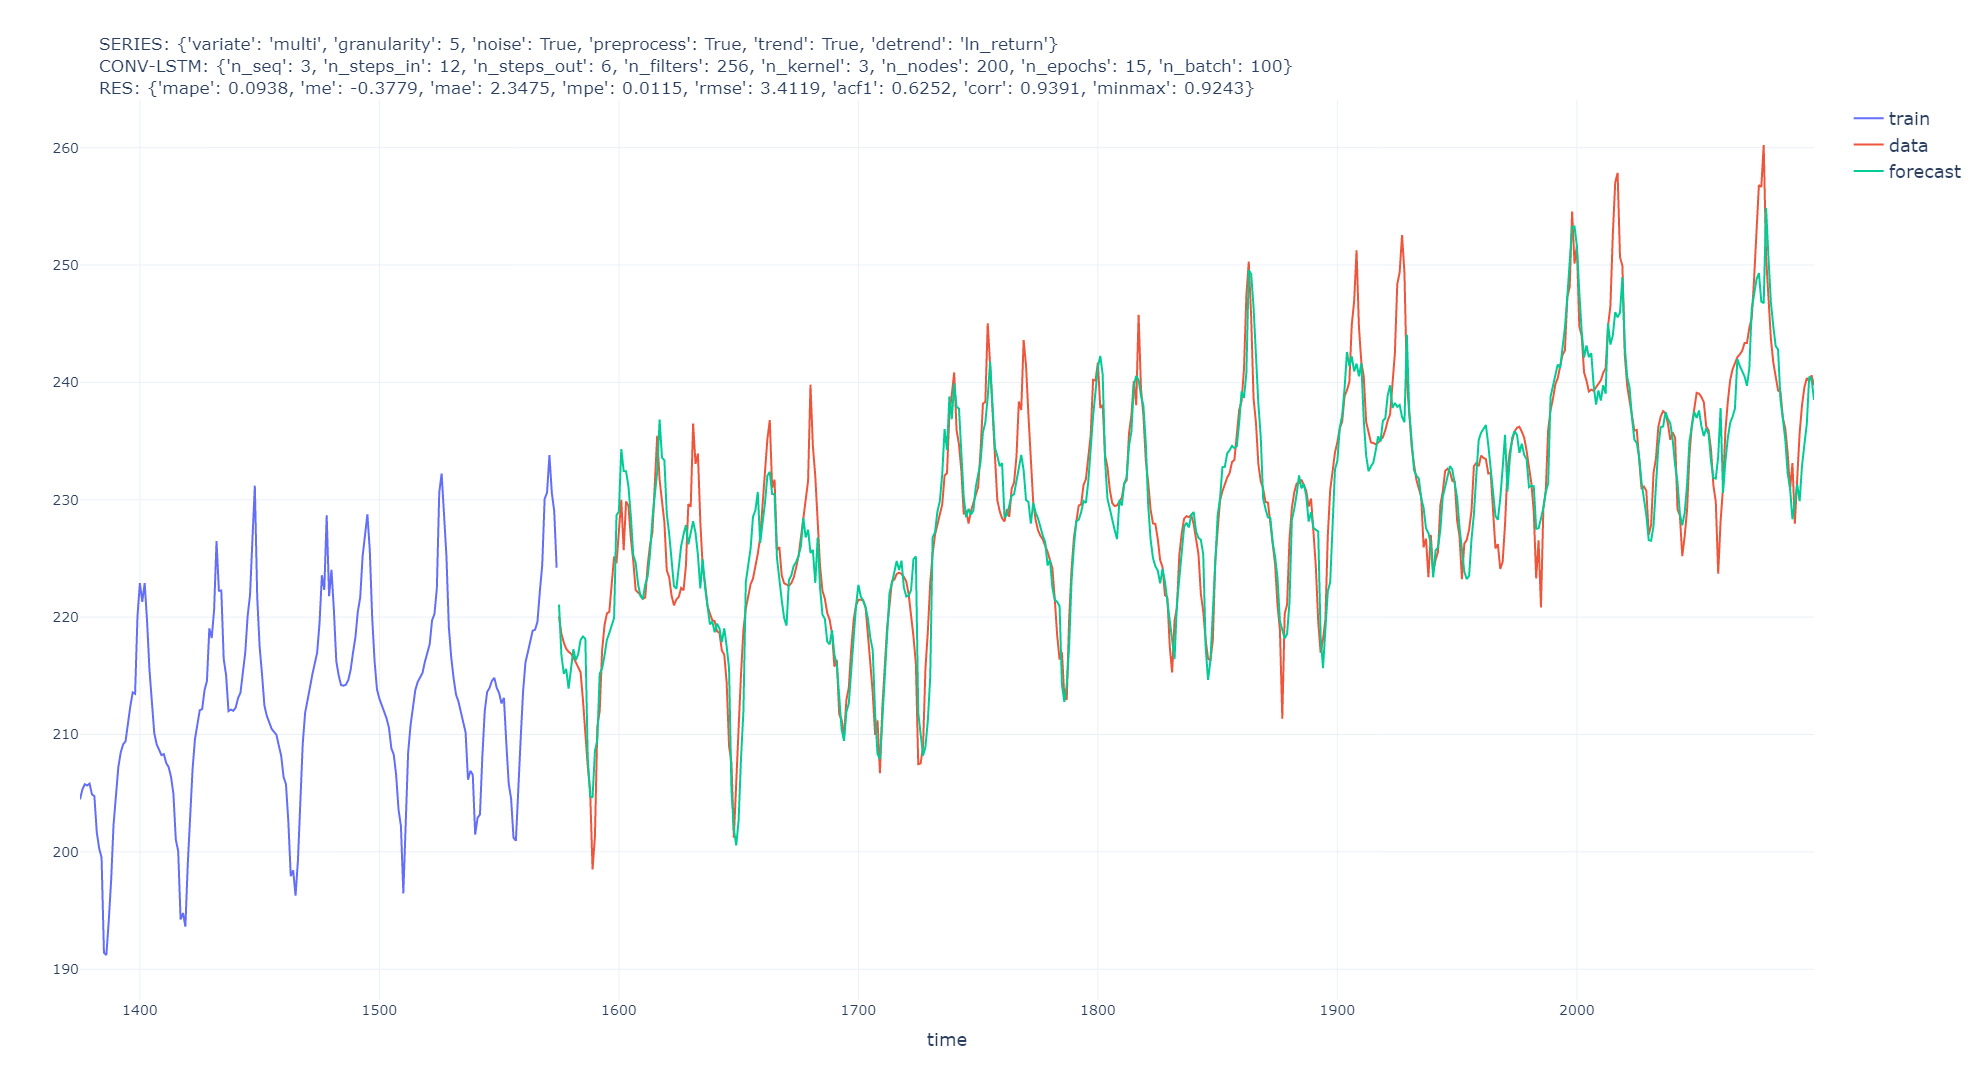 SERIES: {'variate': 'multi', 'granularity': 5, 'noise': True, 'preprocess': True, 'trend': True, 'detrend': 'ln_return'}
CONV-LSTM: {'n_seq': 3, 'n_steps_in': 12, 'n_steps_out': 6, 'n_filters': 256, 'n_kernel': 3, 'n_nodes': 200, 'n_epochs': 15, 'n_batch': 100}
RES: {'mape': 0.0938, 'me': -0.3779, 'mae': 2.3475, 'mpe': 0.0115, 'rmse': 3.4119, 'acf1': 0.6252, 'corr': 0.9391, 'minmax': 0.9243}
train
data
forecast
260
250
240
230
220
210
200
190
1400 1500 1600 1700 1800 1900 2000
time